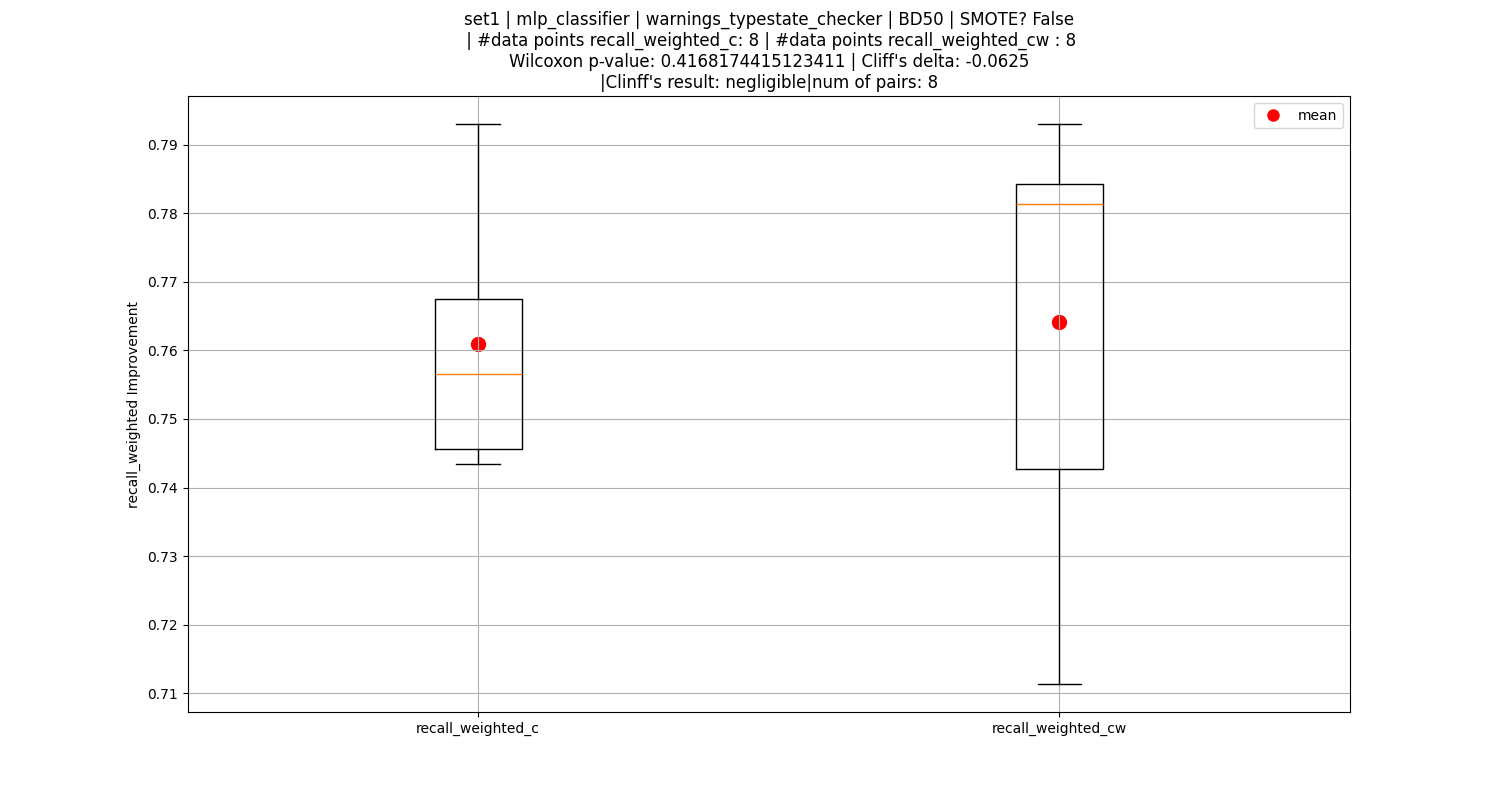 set1 | mlp_classifier | warnings_typestate_checker | BD50 | SMOTE? False
| #data points recall_weighted_c: 8 | #data points recall_weighted_cw : 8
Wilcoxon p-value: 0.4168174415123411 | Cliff's delta: -0.0625
|Clinff's result: negligible|num of pairs: 8
mean
0.79
0.78
0.77
0.76
0.75
0.74
0.73
0.72
0.71
recall_weighted Improvement
recall_weighted_c
recall_weighted_cw